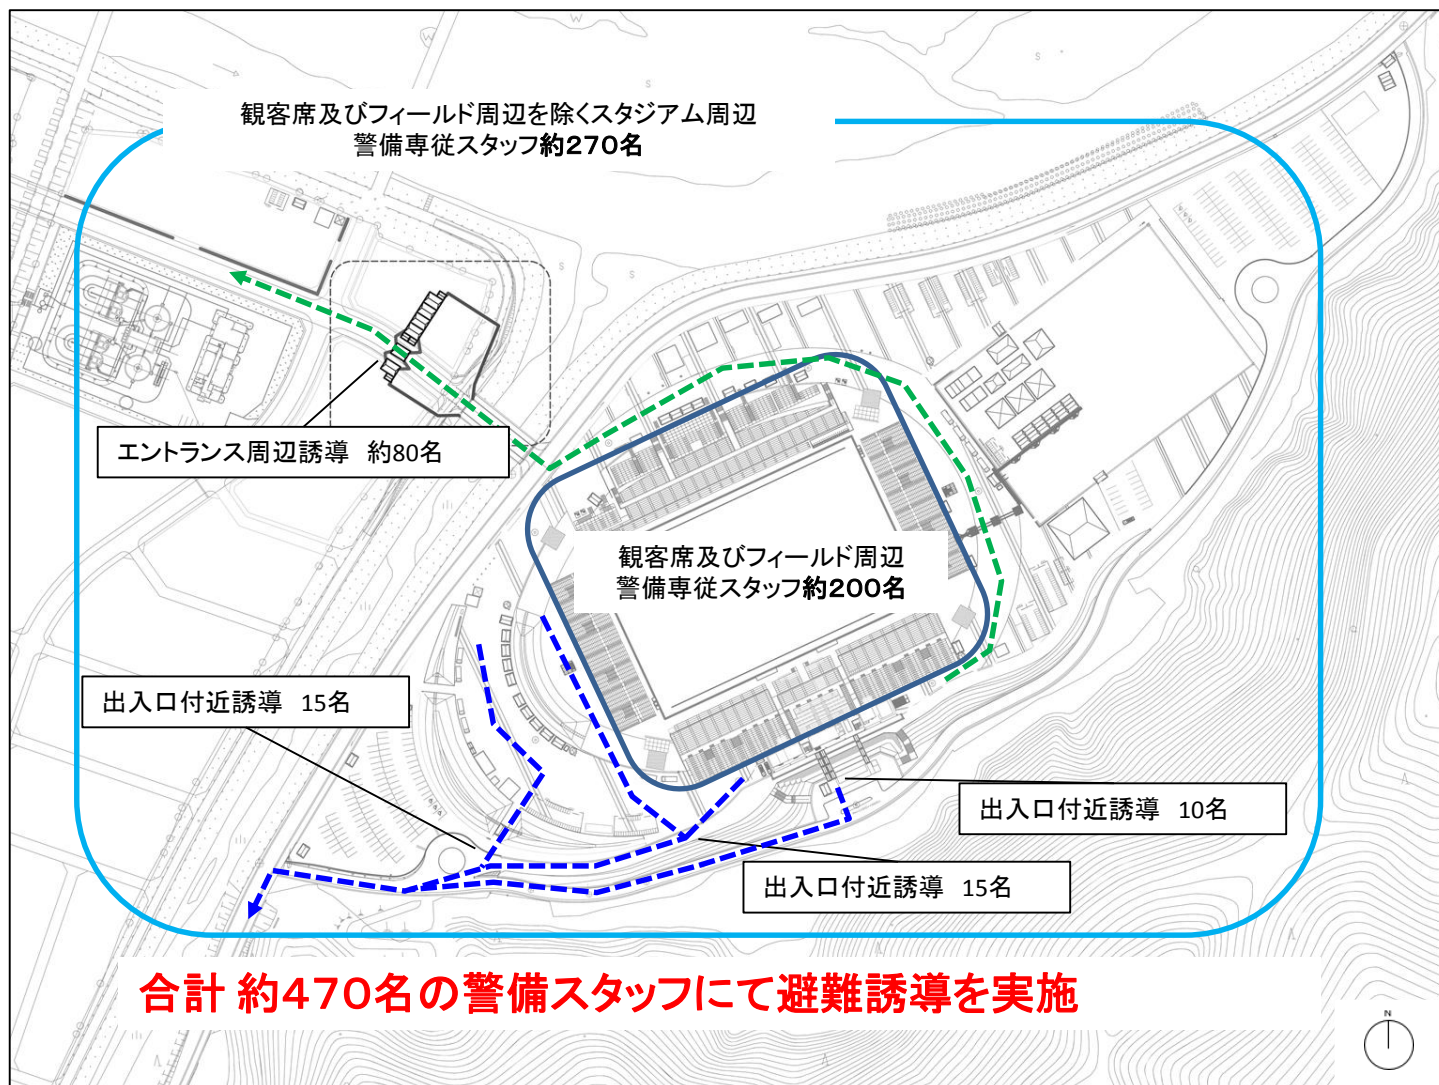 観客席及びフィールド周辺を除くスタジアム周辺
警備専従スタッフ約270名
エントランス周辺誘導 約80名
観客席及びフィールド周辺
警備専従スタッフ約200名
出入口付近誘導 15名
出入口付近誘導 10名
出入口付近誘導 15名
合計 約470名の警備スタッフにて避難誘導を実施
N